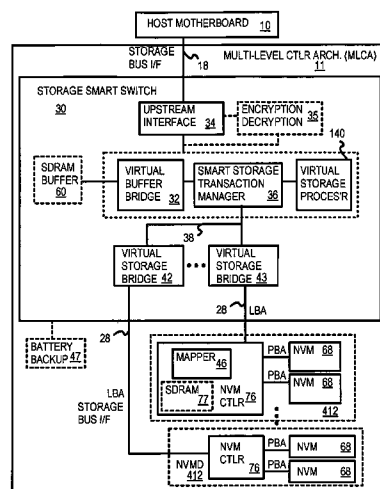 HOST MOTHERBOARD 10
STORAGE
BUS I/F
18
MULTI-LEVEL CTLR ARCH. (MLCA)
11
STORAGE SMART SWITCH
30
UPSTREAM
INTERFACE
34
ENCRYPTION
DECRYPTION
35
140
SDRAM
BUFFER
60
VIRTUAL
BUFFER
BRIDGE 32
SMART STORAGE
TRANSACTION
MANAGER 36
VIRTUAL
STORAGE
PROCES'R
38
VIRTUAL
STORAGE
BRIDGE 42
VIRTUAL
STORAGE
BRIDGE 43
28
28
LBA
BATTERY
BACKUP 47
MAPPER
46
SDRAM
77
NVM
CTLR
76
PBA
NVM 68
PBA
NVM 68
412
LBA
STORAGE
BUS I/F
NVMD
412
NVM
CTLR
76
PBA
NVM 68
PBA
NVM 68